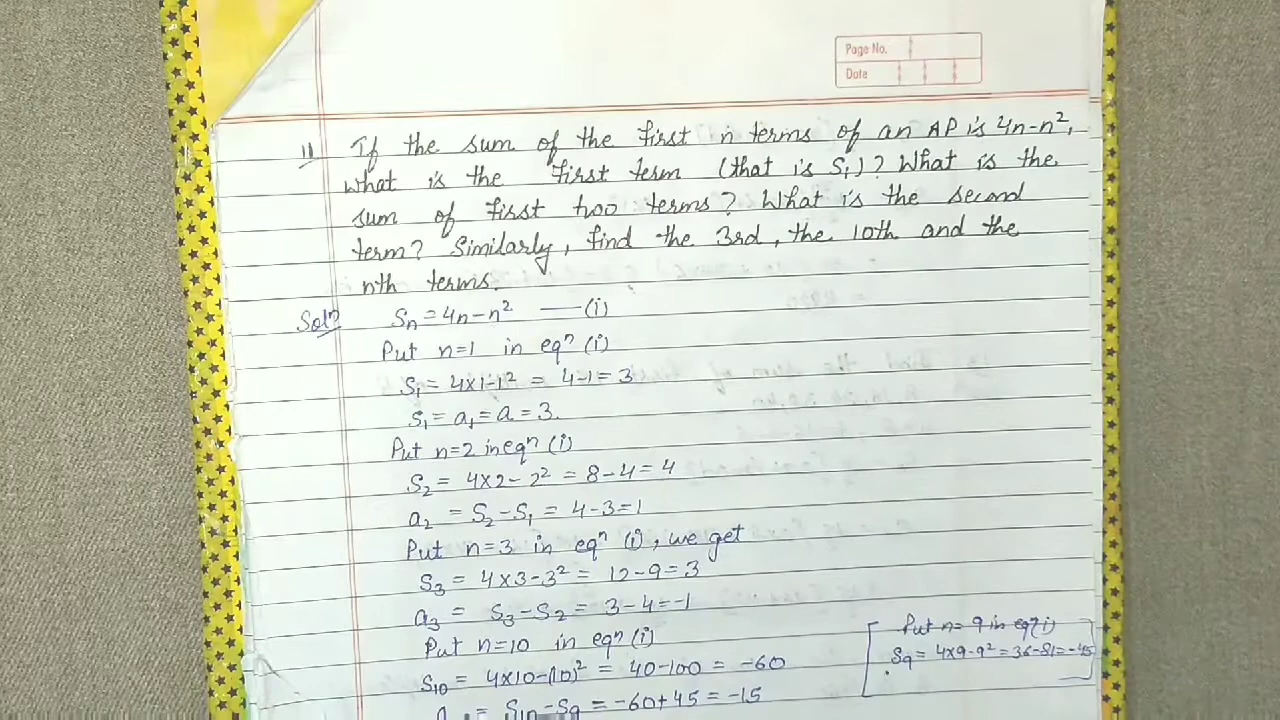 Page No.
Date
11 If the sum of the first n terms of an AP is 4n-n²,
what is the first term (that is S₁)? What is the
sum of first two terms? What is the second
term? Similarly, find the 3rd, the 10th and the
nth terms.
Solⁿ Sₙ = 4n-n² —(i)
Put n=1 in eqⁿ (i)
S₁ = 4×1-1² = 4-1 = 3
S₁ = a₁ = a = 3.
Put n=2 in eqⁿ (i)
S₂ = 4×2-2² = 8-4 = 4
a₂ = S₂-S₁ = 4-3 = 1
Put n=3 in eqⁿ (i), we get
S₃ = 4×3-3² = 12-9 = 3
a₃ = S₃-S₂ = 3-4 = -1
Put n=10 in eqⁿ (i)
S₁₀ = 4×10-(10)² = 40-100 = -60
= S₁₀-S₉ = -60+45 = -15
Put n=9 in eqⁿ(i)
S₉ = 4×9-9² = 36-81 = -45